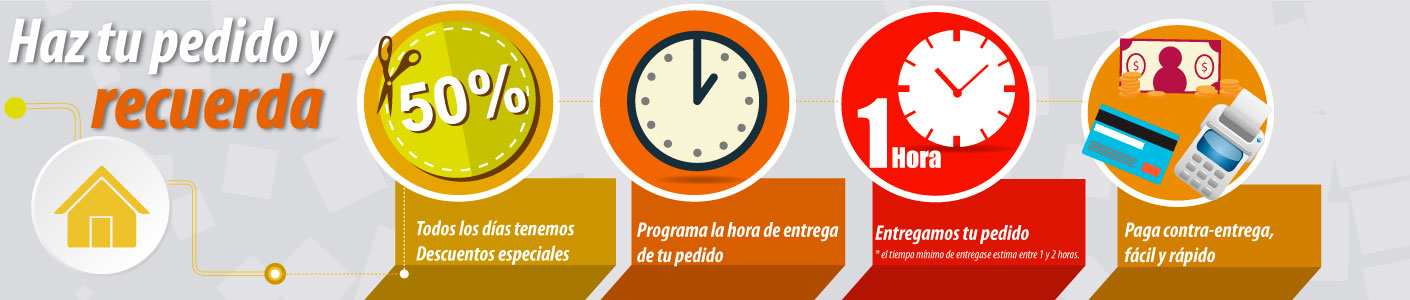 Haz tu pedido y
recuerda
50%
Todos los días tenemos
Descuentos especiales
Programa la hora de entrega
de tu pedido
1 Hora
Entregamos tu pedido
* el tiempo mínimo de entregase estima entre 1 y 2 horas.
$ $
Paga contra-entrega,
fácil y rápido